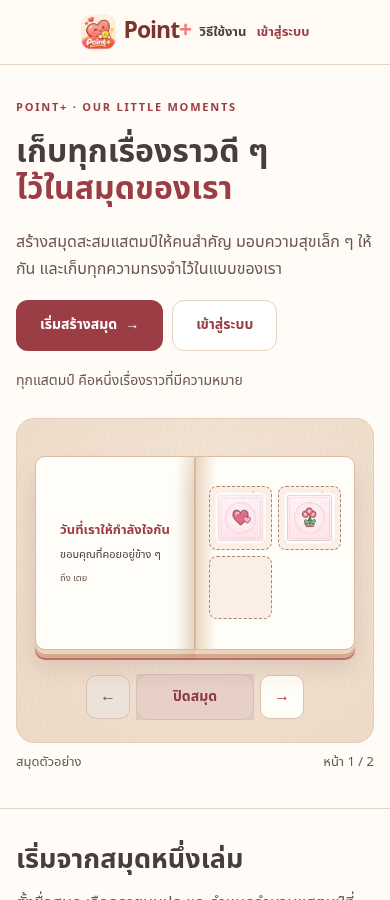 Point+
Point+ วิธีใช้งาน เข้าสู่ระบบ
POINT+ · OUR LITTLE MOMENTS
เก็บทุกเรื่องราวดี ๆ
ไว้ในสมุดของเรา
สร้างสมุดสะสมแสตมป์ให้คนสำคัญ มอบความสุขเล็ก ๆ ให้
กัน และเก็บทุกความทรงจำไว้ในแบบของเรา
เริ่มสร้างสมุด → เข้าสู่ระบบ
ทุกแสตมป์ คือหนึ่งเรื่องราวที่มีความหมาย
วันที่เราให้กำลังใจกัน
ขอบคุณที่คอยอยู่ข้าง ๆ
ถึง เตย
← ปิดสมุด →
สมุดตัวอย่าง หน้า 1 / 2
เริ่มจากสมุดหนึ่งเล่ม